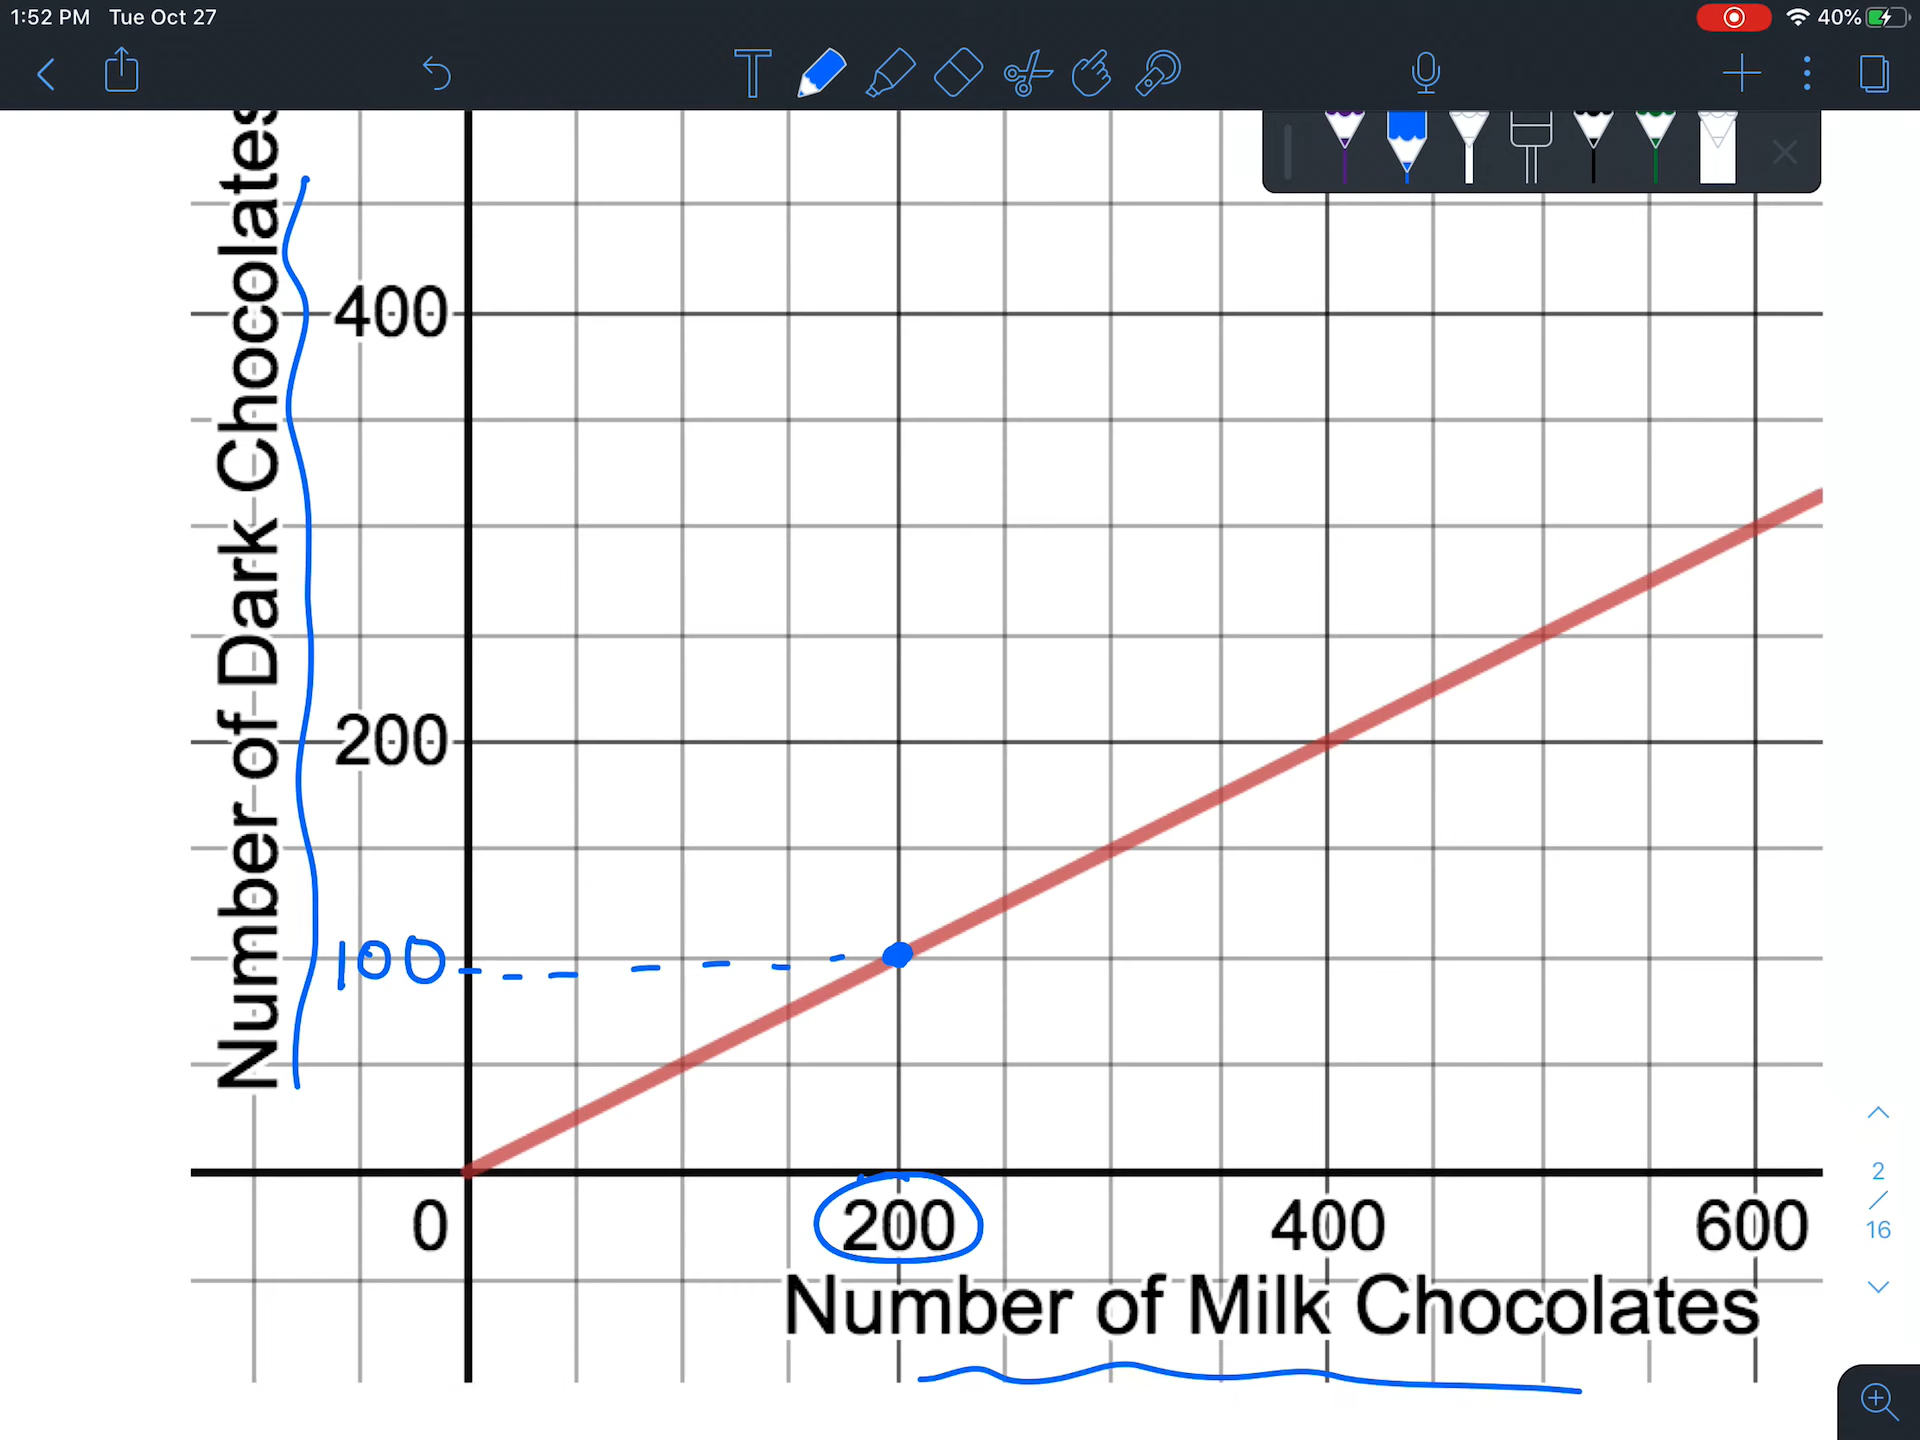 1:52 PM Tue Oct 27
40%
T
Number of Dark Chocolates
400
200
100
0 200 400 600
Number of Milk Chocolates
2
/
16